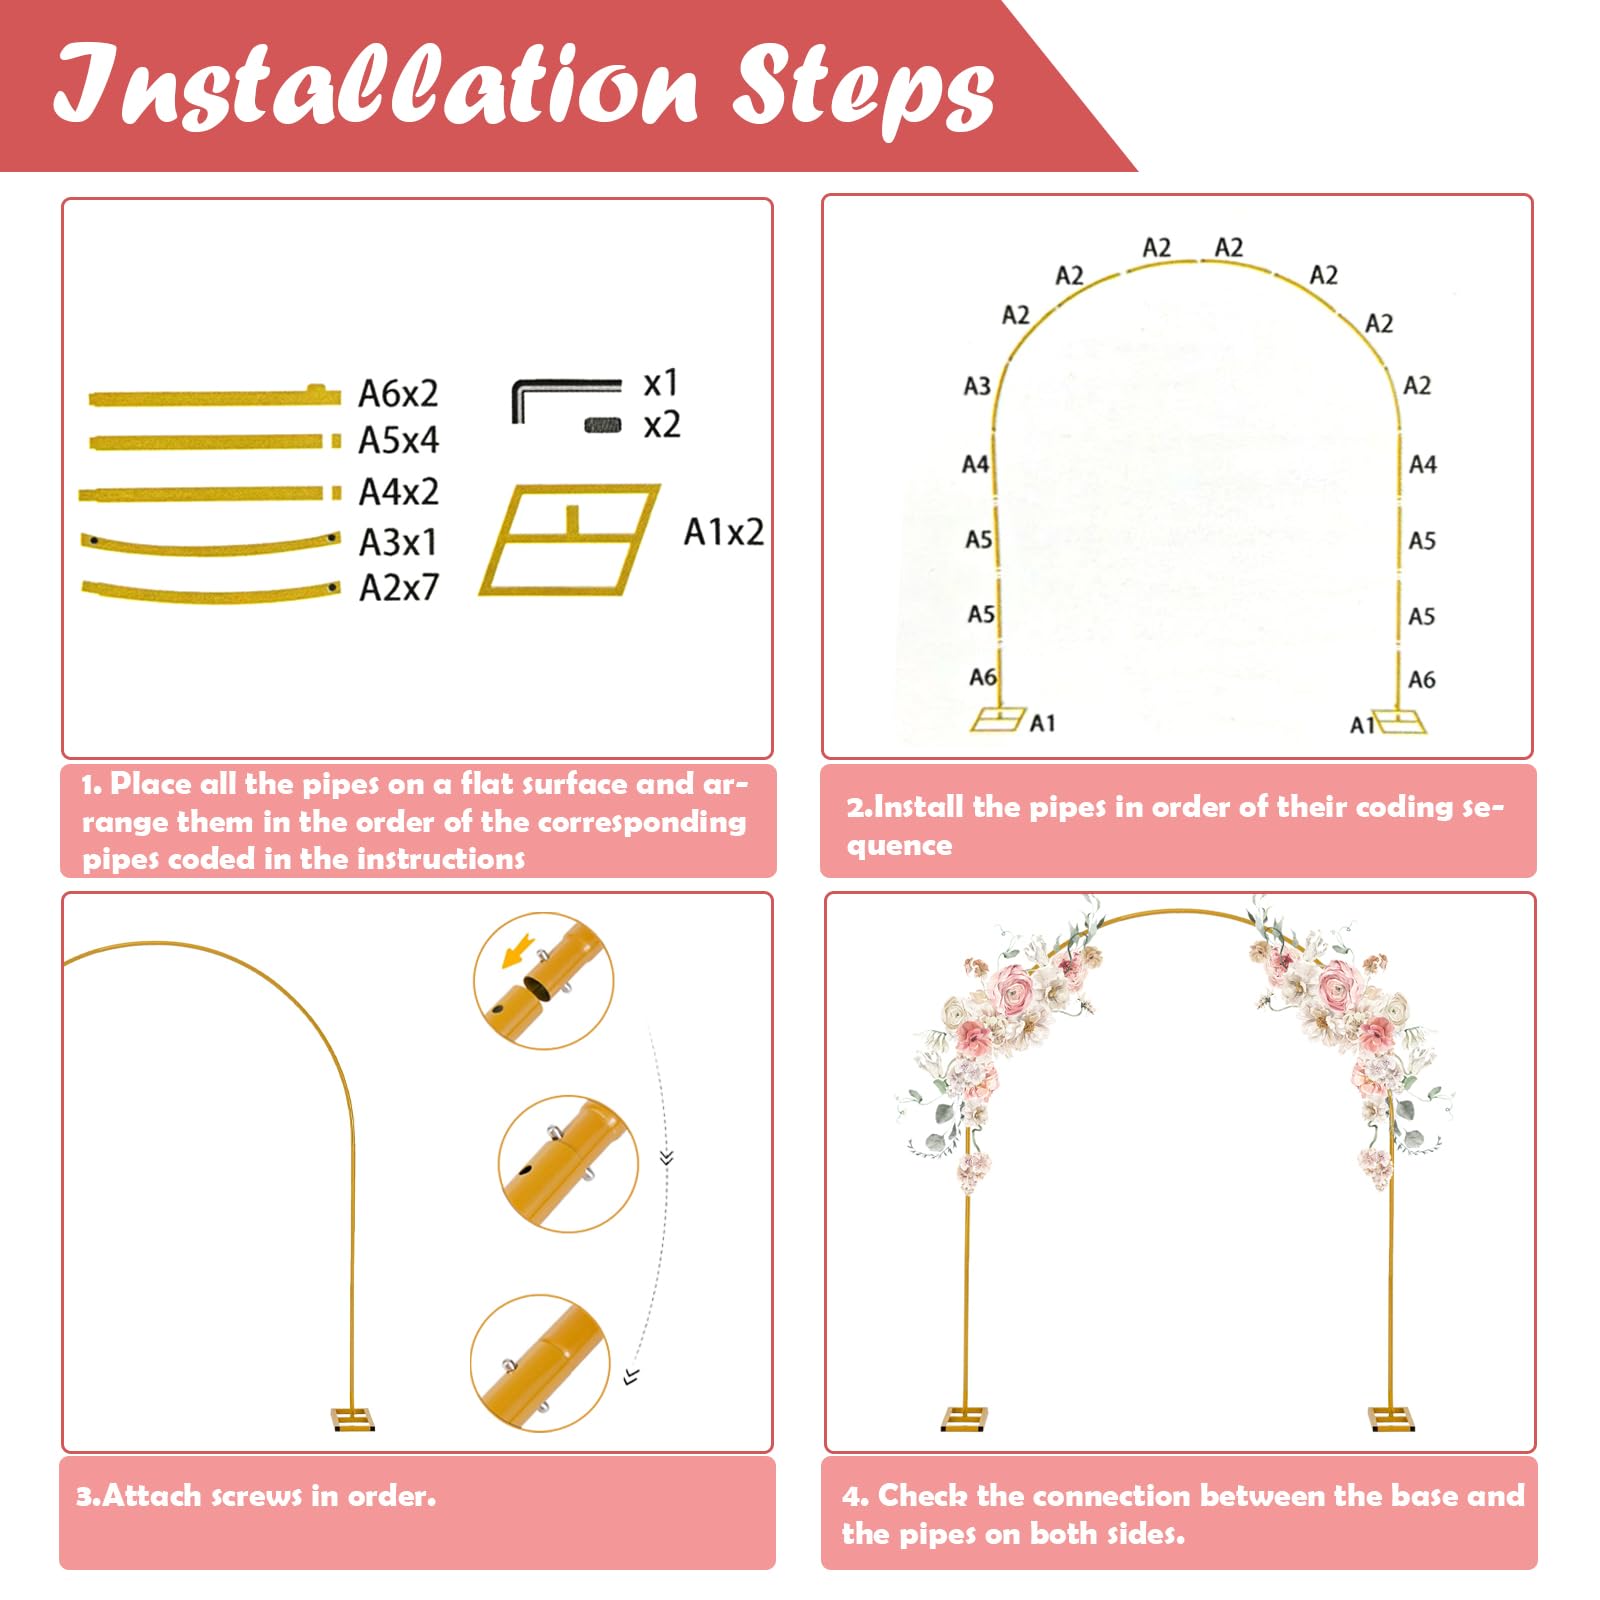 Installation Steps
A6x2
A5x4
A4x2
A3x1
A2x7
x1
x2
A1x2
A2 A2
A2 A2
A2 A2
A3 A2
A4 A4
A5 A5
A5 A5
A6 A6
A1 A1
1. Place all the pipes on a flat surface and ar-
range them in the order of the corresponding
pipes coded in the instructions
2.Install the pipes in order of their coding se-
quence
3.Attach screws in order.
4. Check the connection between the base and
the pipes on both sides.